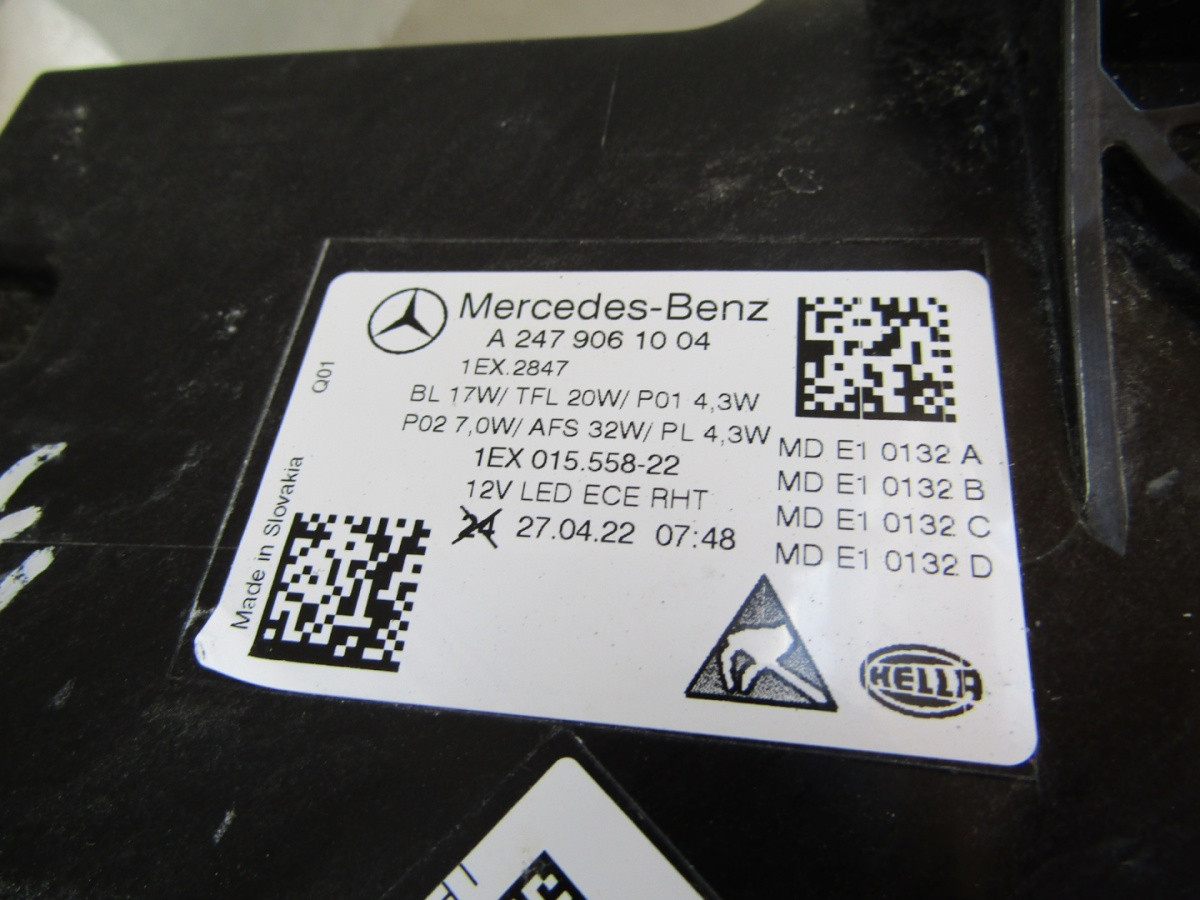 Mercedes-Benz
A 247 906 10 04
1EX.2847
BL 17W/ TFL 20W/ P01 4,3W
P02 7,0W/ AFS 32W/ PL 4,3W
1EX 015.558-22
12V LED ECE RHT
24 27.04.22 07:48
MD E1 0132 A
MD E1 0132 B
MD E1 0132 C
MD E1 0132 D
Q01
Made in Slovakia
HELLA